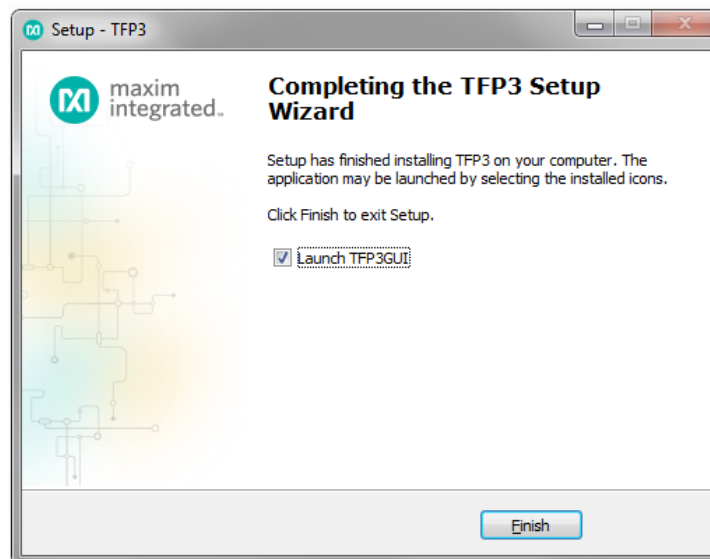 Setup - TFP3
maxim
integrated™
Completing the TFP3 Setup
Wizard
Setup has finished installing TFP3 on your computer. The
application may be launched by selecting the installed icons.
Click Finish to exit Setup.
Launch TFP3GUI
Finish